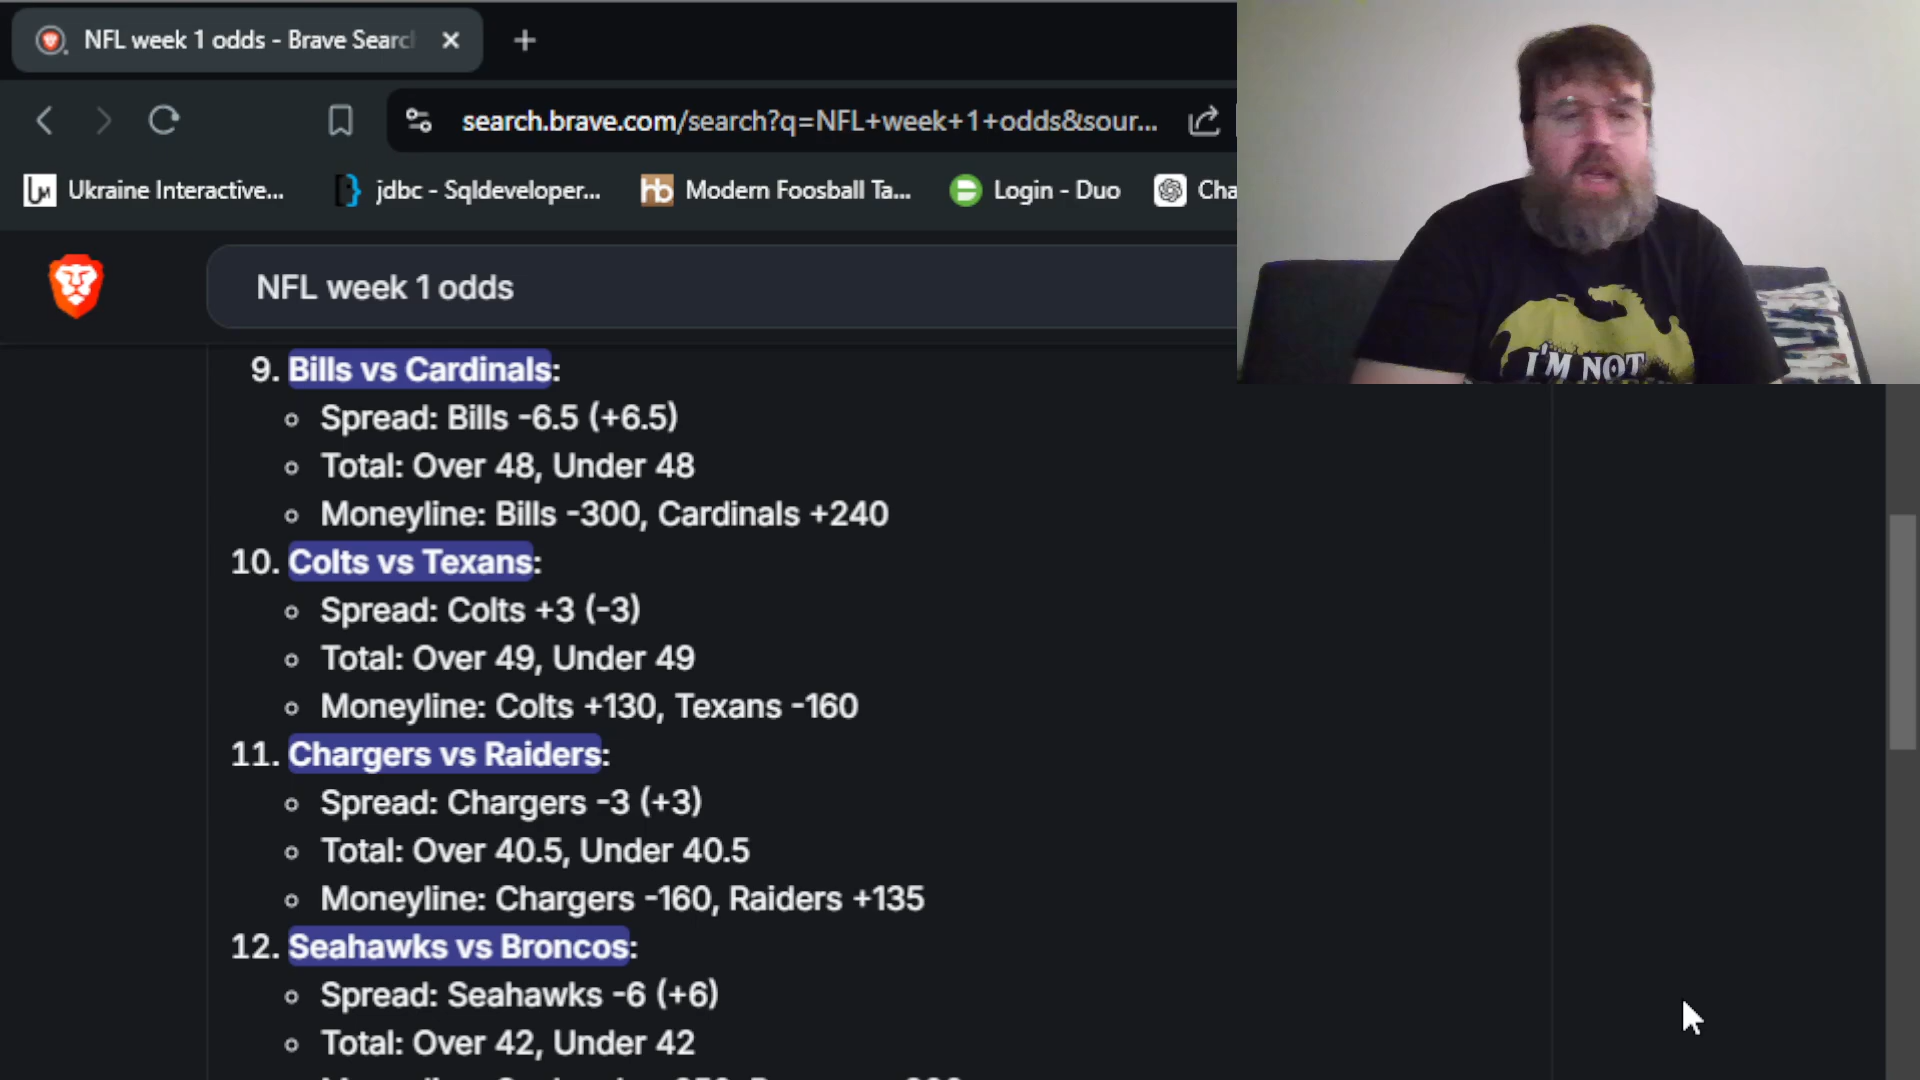 NFL week 1 odds - Brave Searc
search.brave.com/search?q=NFL+week+1+odds&sour...
Ukraine Interactive...
jdbc - Sqldeveloper...
hb
Modern Foosball Ta...
Login - Duo
Cha
NFL week 1 odds
I'M NOT
9. Bills vs Cardinals:
Spread: Bills -6.5 (+6.5)
Total: Over 48, Under 48
Moneyline: Bills -300, Cardinals +240
10. Colts vs Texans:
Spread: Colts +3 (-3)
Total: Over 49, Under 49
Moneyline: Colts +130, Texans -160
11. Chargers vs Raiders:
Spread: Chargers -3 (+3)
Total: Over 40.5, Under 40.5
Moneyline: Chargers -160, Raiders +135
12. Seahawks vs Broncos:
Spread: Seahawks -6 (+6)
Total: Over 42, Under 42